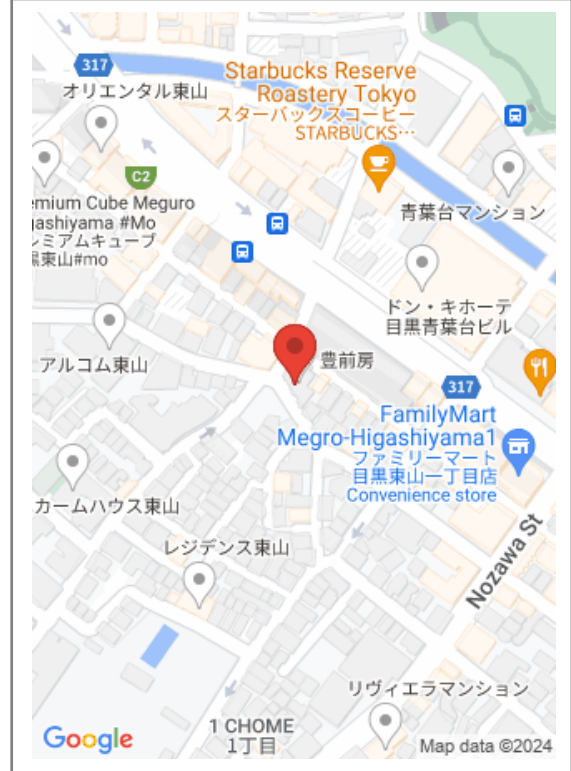 317
オリエンタル東山
Starbucks Reserve
Roastery Tokyo
スターバックスコーヒー
STARBUCKS…
C2
emium Cube Meguro
gashiyama #Mo
レミアムキューブ
黒東山#mo
青葉台マンション
ドン・キホーテ
目黒青葉台ビル
アルコム東山
豊前房
317
FamilyMart
Megro-Higashiyama1
ファミリーマート
目黒東山一丁目店
Convenience store
カームハウス東山
レジデンス東山
Nozawa St
リヴィエラマンション
1 CHOME
1丁目
Google
Map data ©2024